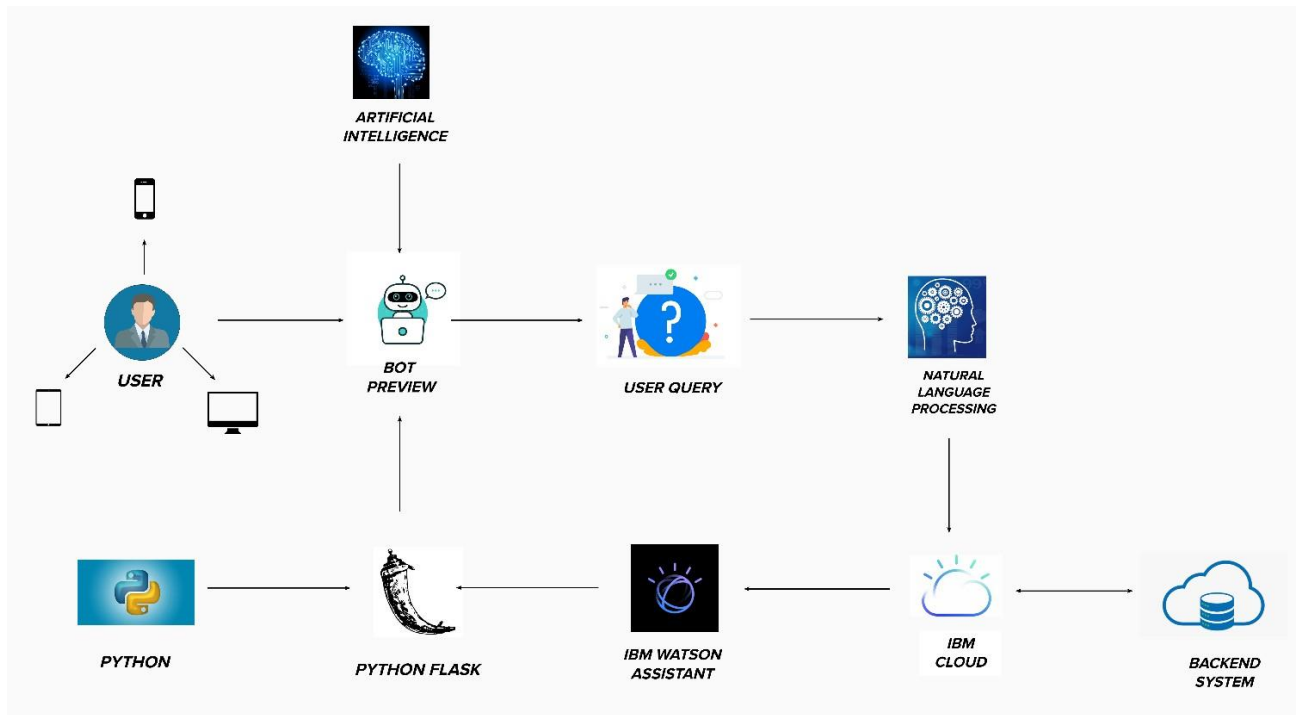 ARTIFICIAL
INTELLIGENCE
USER
BOT
PREVIEW
USER QUERY
NATURAL
LANGUAGE
PROCESSING
PYTHON
PYTHON FLASK
IBM WATSON
ASSISTANT
IBM
CLOUD
BACKEND
SYSTEM